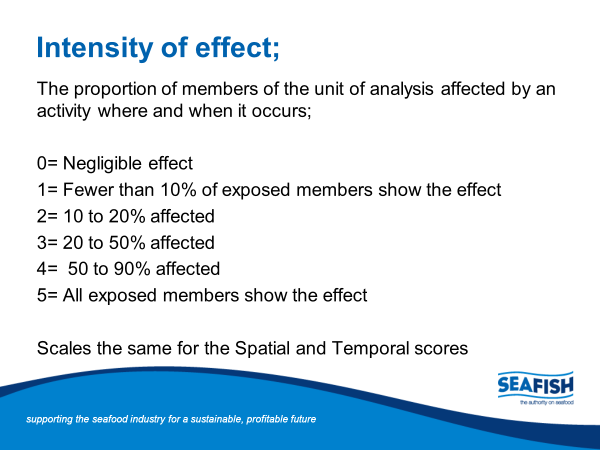 Intensity of effect;
The proportion of members of the unit of analysis affected by an
activity where and when it occurs;
0= Negligible effect
1= Fewer than 10% of exposed members show the effect
2= 10 to 20% affected
3= 20 to 50% affected
4=  50 to 90% affected
5= All exposed members show the effect
Scales the same for the Spatial and Temporal scores
SEAFISH
the authority on seafood
supporting the seafood industry for a sustainable, profitable future